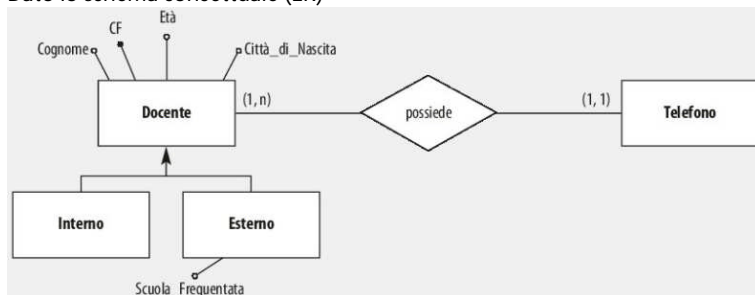 Dato lo schema concettuale (ER)
Età
CF
Cognome
Città_di_Nascita
Docente
(1, n)
possiede
(1, 1)
Telefono
Interno
Esterno
Scuola_Frequentata